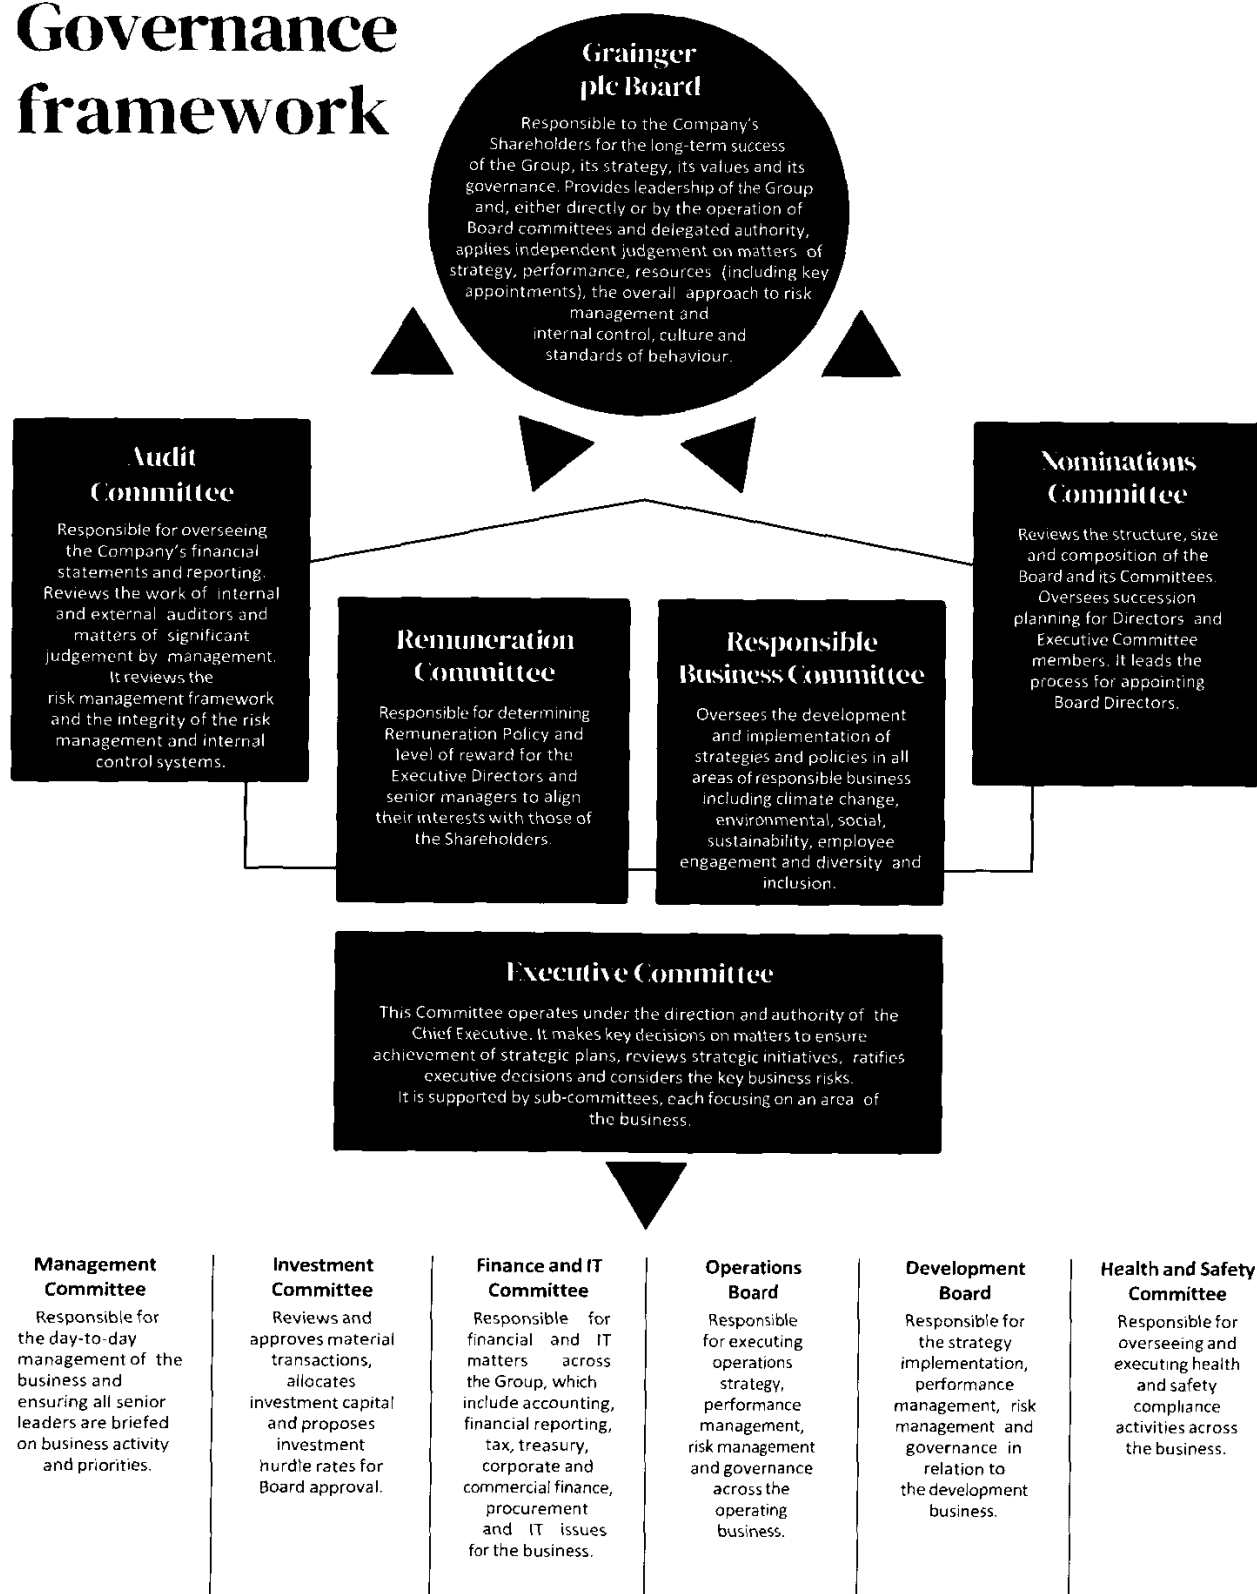 Governance
framework
Grainger
plc Board
Responsible to the Company's
Shareholders for the long-term success
of the Group, its strategy, its values and its
governance. Provides leadership of the Group
and, either directly or by the operation of
Board committees and delegated authority,
applies independent judgement on matters of
strategy, performance, resources (including key
appointments), the overall approach to risk
management and
internal control, culture and
standards of behaviour.
Audit
Committee
Responsible for overseeing
the Company's financial
statements and reporting.
Reviews the work of internal
and external auditors and
matters of significant
judgement by management.
It reviews the
risk management framework
and the integrity of the risk
management and internal
control systems.
Remuneration
Committee
Responsible for determining
Remuneration Policy and
level of reward for the
Executive Directors and
senior managers to align
their interests with those of
the Shareholders.
Responsible
Business Committee
Oversees the development
and implementation of
strategies and policies in all
areas of responsible business
including climate change,
environmental, social,
sustainability, employee
engagement and diversity and
inclusion.
Nominations
Committee
Reviews the structure, size
and composition of the
Board and its Committees.
Oversees succession
planning for Directors and
Executive Committee
members. It leads the
process for appointing
Board Directors.
Executive Committee
This Committee operates under the direction and authority of the
Chief Executive. It makes key decisions on matters to ensure
achievement of strategic plans, reviews strategic initiatives, ratifies
executive decisions and considers the key business risks.
It is supported by sub-committees, each focusing on an area of
the business.
Management
Committee
Responsible for
the day-to-day
management of the
business and
ensuring all senior
leaders are briefed
on business activity
and priorities.
Investment
Committee
Reviews and
approves material
transactions,
allocates
investment capital
and proposes
investment
hurdle rates for
Board approval.
Finance and IT
Committee
Responsible for
financial and IT
matters across
the Group, which
include accounting,
financial reporting,
tax, treasury,
corporate and
commercial finance,
procurement
and IT issues
for the business.
Operations
Board
Responsible
for executing
operations
strategy,
performance
management,
risk management
and governance
across the
operating
business.
Development
Board
Responsible for
the strategy
implementation,
performance
management, risk
management and
governance in
relation to
the development
business.
Health and Safety
Committee
Responsible for
overseeing and
executing health
and safety
compliance
activities across
the business.